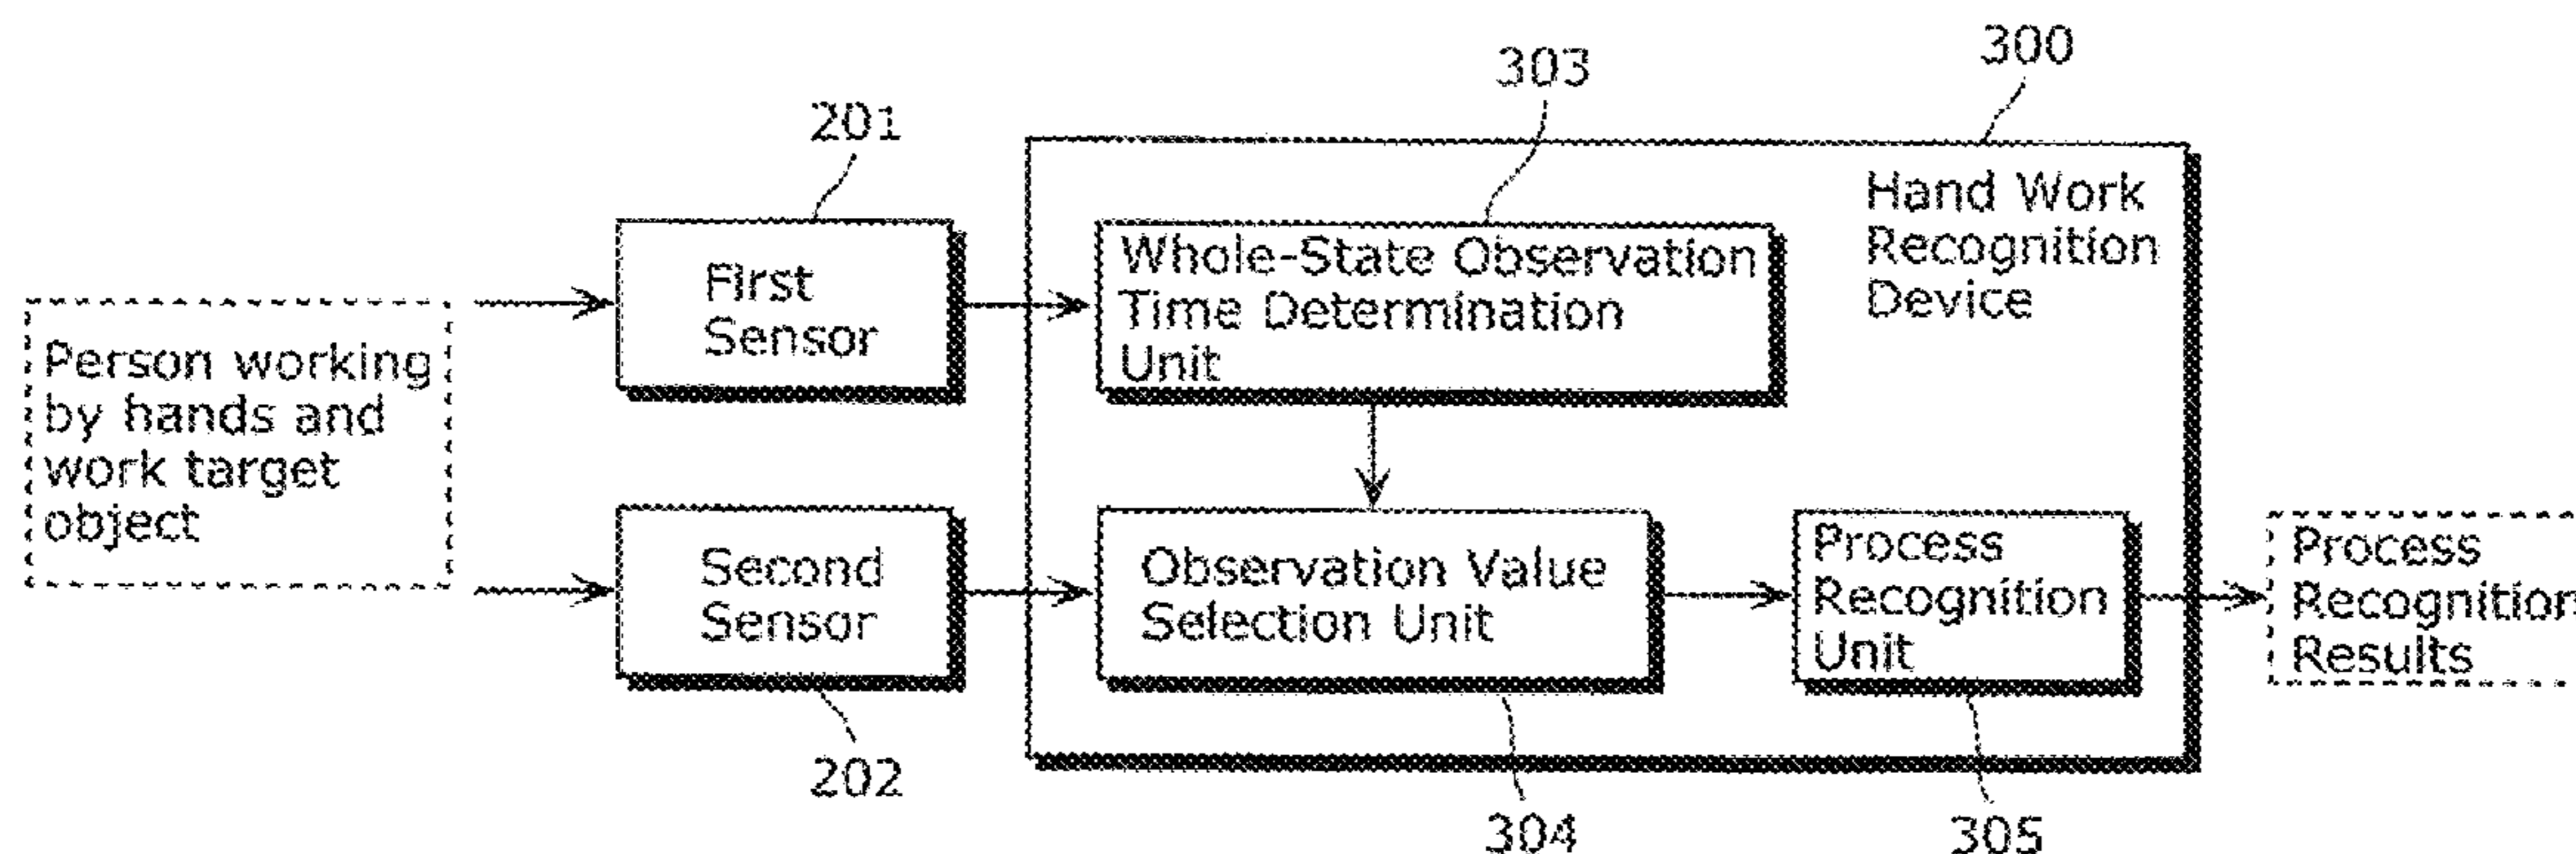 300
303
201
Hand Work
Recognition
Device
Whole-State Observation
Time Determination
Unit
First
Sensor
Person working
by hands and
work target
object
Second
Sensor
Observation Value
Selection Unit
Process
Recognition
Unit
Process
Recognition
Results
202
304
305